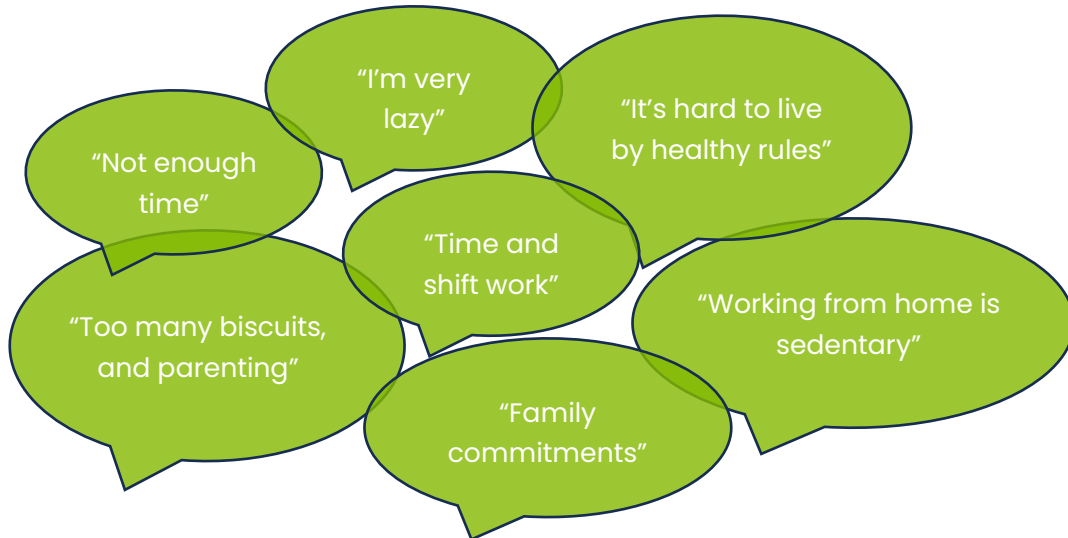 “I’m very
lazy”
“It’s hard to live
by healthy rules”
“Not enough
time”
“Time and
shift work”
“Working from home is
sedentary”
“Too many biscuits,
and parenting”
“Family
commitments”